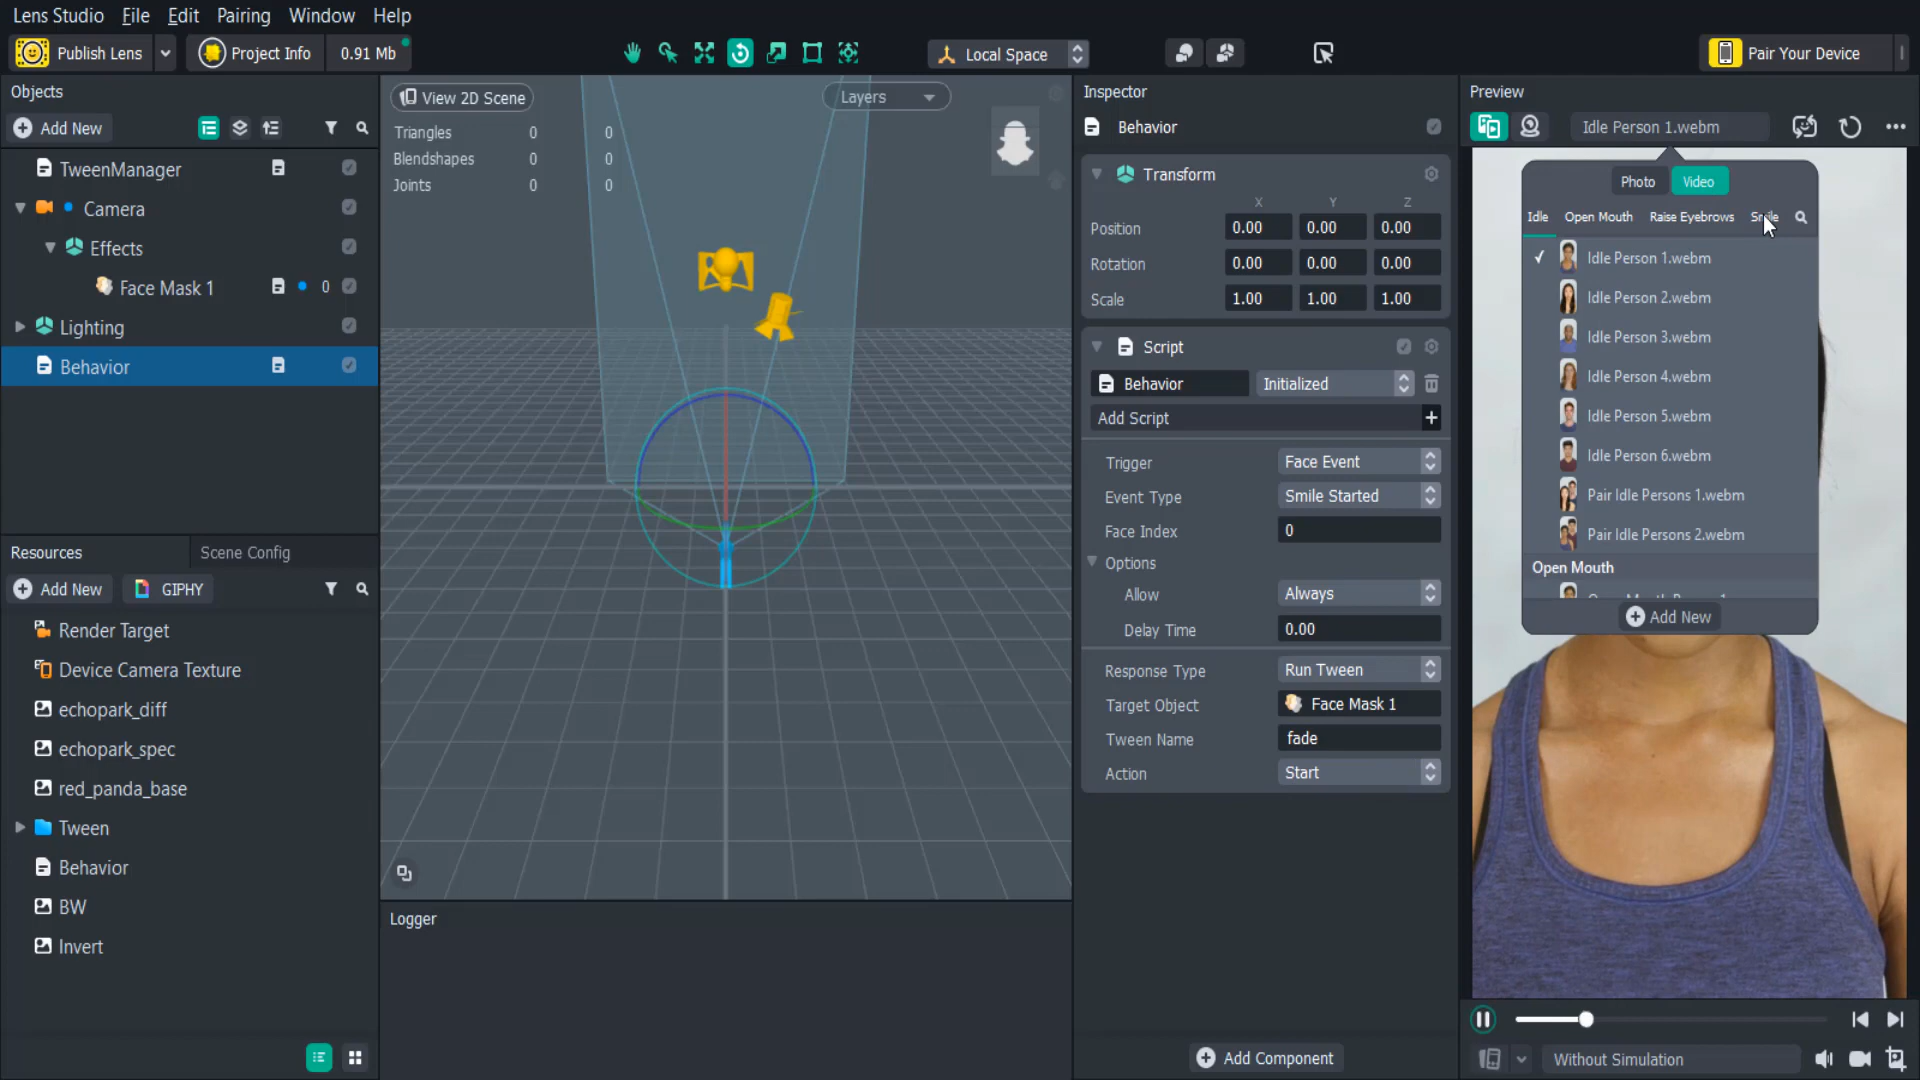 Lens Studio File Edit Pairing Window Help
Publish Lens Project Info 0.91 Mb Local Space Pair Your Device
Objects
Add New
TweenManager
Camera
Effects
Face Mask 1 0
Lighting
Behavior
Resources Scene Config
Add New GIPHY
Render Target
Device Camera Texture
echopark_diff
echopark_spec
red_panda_base
Tween
Behavior
BW
Invert
View 2D Scene Layers
Triangles 0 0
Blendshapes 0 0
Joints 0 0
Logger
Inspector
Behavior
Transform
X Y Z
Position 0.00 0.00 0.00
Rotation 0.00 0.00 0.00
Scale 1.00 1.00 1.00
Script
Behavior Initialized
Add Script
Trigger Face Event
Event Type Smile Started
Face Index 0
Options
Allow Always
Delay Time 0.00
Response Type Run Tween
Target Object Face Mask 1
Tween Name fade
Action Start
Add Component
Preview
Idle Person 1.webm
Photo Video
Idle Open Mouth Raise Eyebrows Smile
Idle Person 1.webm
Idle Person 2.webm
Idle Person 3.webm
Idle Person 4.webm
Idle Person 5.webm
Idle Person 6.webm
Pair Idle Persons 1.webm
Pair Idle Persons 2.webm
Open Mouth
Add New
Without Simulation